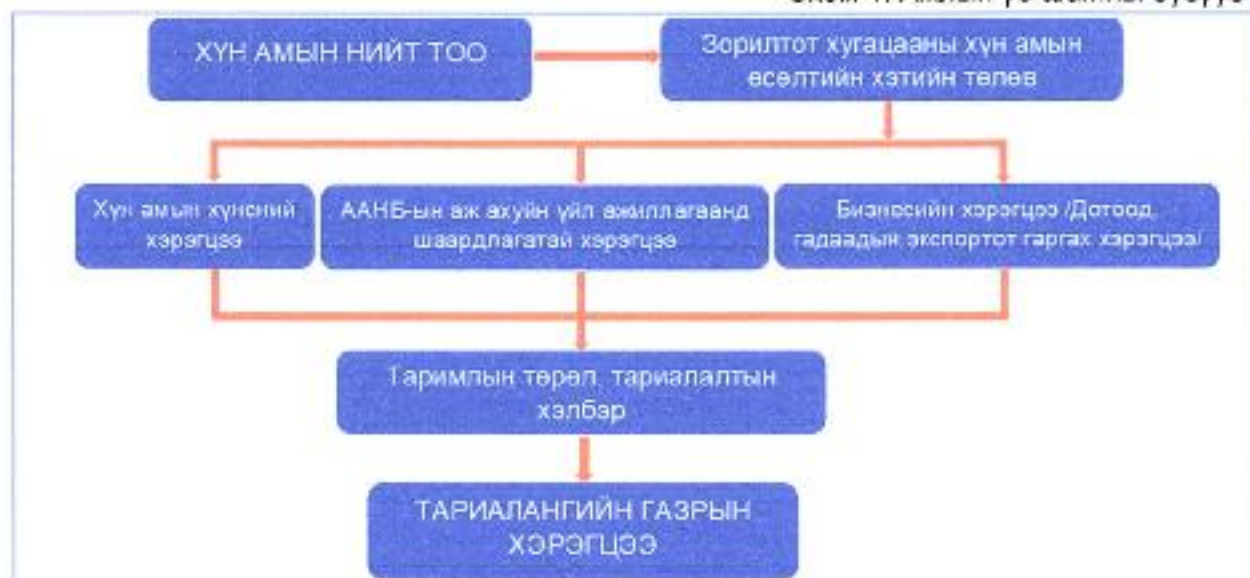 ХҮН АМЫН НИЙТ ТОО
Зорилтот хугацааны хүн амын
өсөлтийн хэтийн төлөв
Хүн амын хүнсний
хэрэгцээ
ААНБ-ын аж ахуйн үйл ажиллагаанд
шаардлагатай хэрэгцээ
Бизнесийн хэрэгцээ /Дотоод,
гадаадын экспортот гаргах хэрэгцээ/
Таримлын төрөл тариалалтын
хэлбэр
ТАРИАЛАНГИЙН ГАЗРЫН
ХЭРЭГЦЭЭ